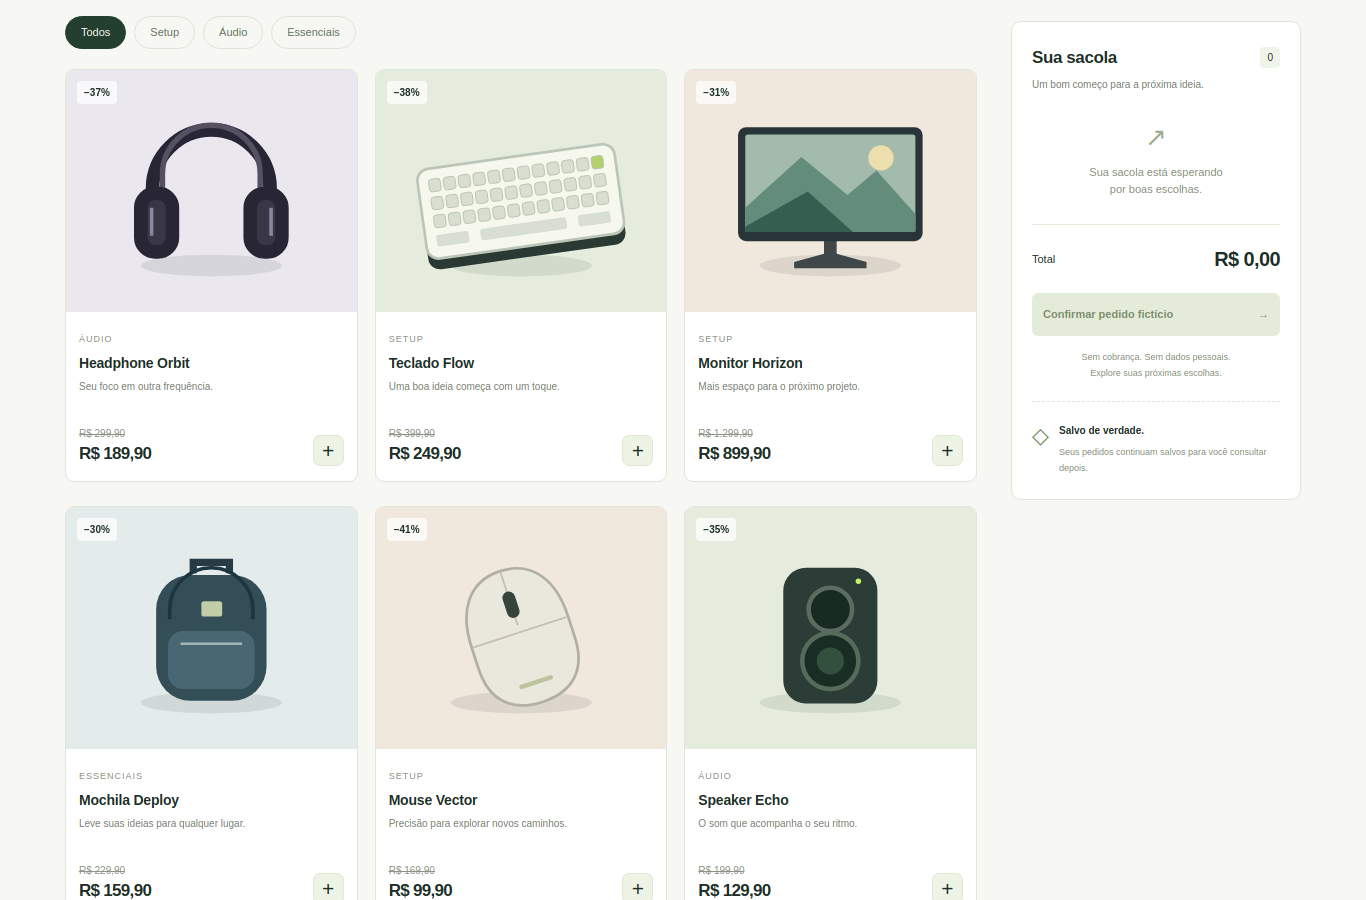 Todos
Setup
Áudio
Essenciais
−37%
ÁUDIO
Headphone Orbit
Seu foco em outra frequência.
R$ 299,90
R$ 189,90
+
−38%
SETUP
Teclado Flow
Uma boa ideia começa com um toque.
R$ 399,90
R$ 249,90
+
−31%
SETUP
Monitor Horizon
Mais espaço para o próximo projeto.
R$ 1.299,90
R$ 899,90
+
−30%
ESSENCIAIS
Mochila Deploy
Leve suas ideias para qualquer lugar.
R$ 229,90
R$ 159,90
+
−41%
SETUP
Mouse Vector
Precisão para explorar novos caminhos.
R$ 169,90
R$ 99,90
+
−35%
ÁUDIO
Speaker Echo
O som que acompanha o seu ritmo.
R$ 199,90
R$ 129,90
+
Sua sacola
0
Um bom começo para a próxima ideia.
↗
Sua sacola está esperando
por boas escolhas.
Total
R$ 0,00
Confirmar pedido fictício →
Sem cobrança. Sem dados pessoais.
Explore suas próximas escolhas.
Salvo de verdade.
Seus pedidos continuam salvos para você consultar
depois.